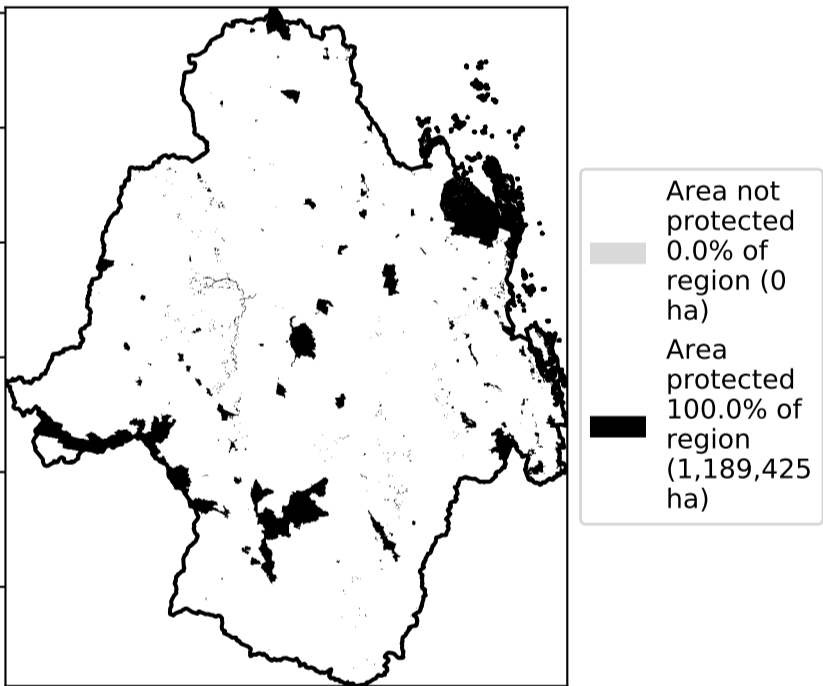 Area not
protected
0.0% of
region (0
ha)
Area
protected
100.0% of
region
(1,189,425
ha)